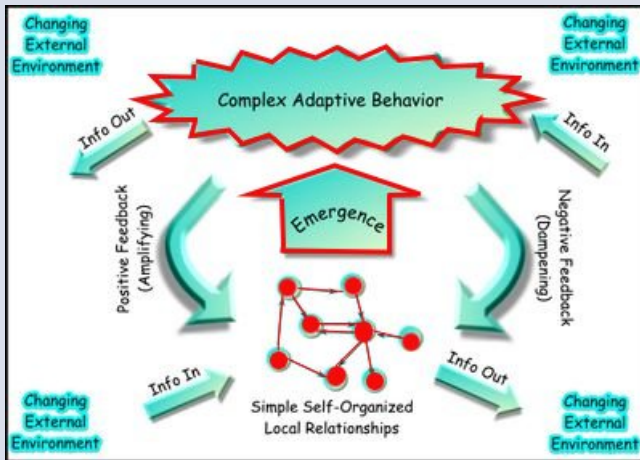 Changing
External
Environment
Changing
External
Environment
Complex Adaptive Behavior
Info Out
Info In
Positive Feedback
(Amplifying)
Emergence
Negative Feedback
(Dampening)
Info In
Simple Self-Organized
Local Relationships
Info Out
Changing
External
Environment
Changing
External
Environment